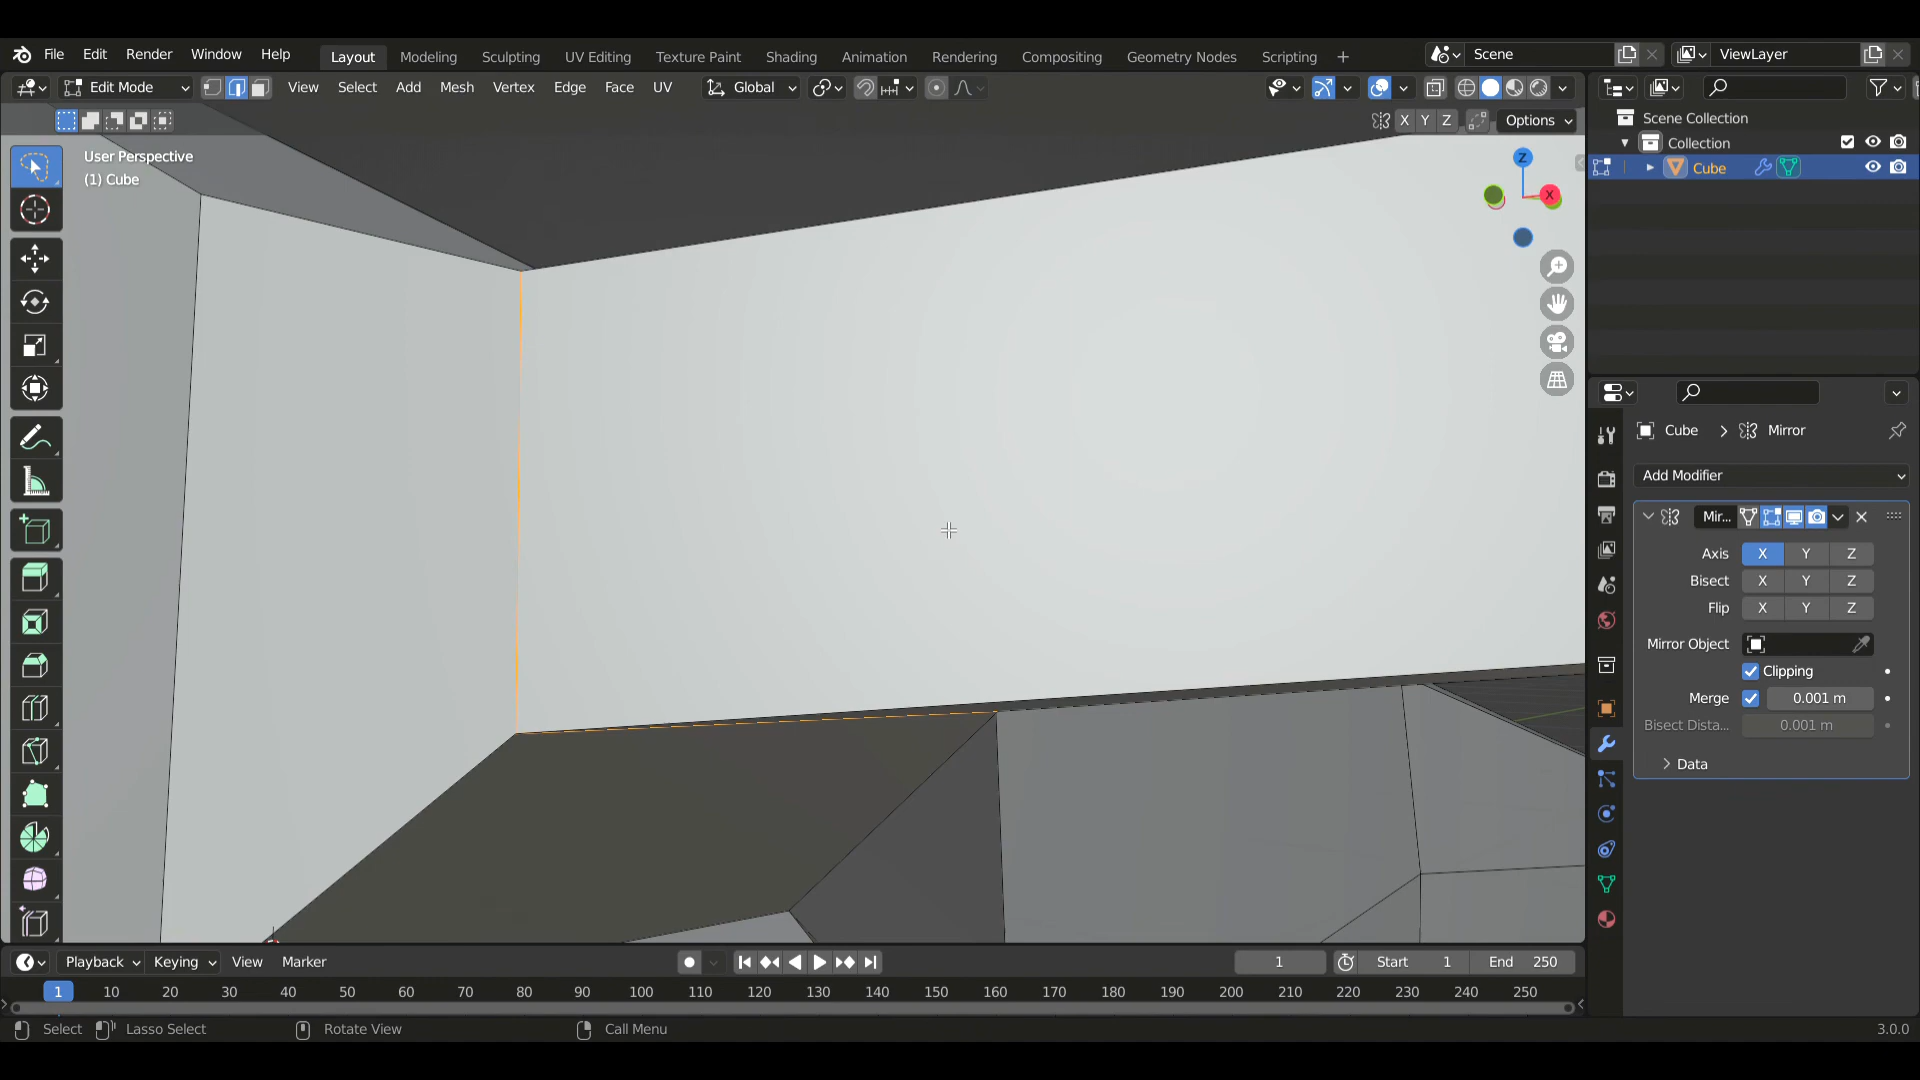 File Edit Render Window Help Layout Modeling Sculpting UV Editing Texture Paint Shading Animation Rendering Compositing Geometry Nodes Scripting + Scene ViewLayer
Edit Mode View Select Add Mesh Vertex Edge Face UV Global
X Y Z Options
User Perspective
(1) Cube
Z
X
Scene Collection
Collection
Cube
Cube > Mirror
Add Modifier
Mir...
Axis X Y Z
Bisect X Y Z
Flip X Y Z
Mirror Object
Clipping
Merge 0.001 m
Bisect Dista... 0.001 m
Data
Playback Keying View Marker 1 Start 1 End 250
1 10 20 30 40 50 60 70 80 90 100 110 120 130 140 150 160 170 180 190 200 210 220 230 240 250
Select Lasso Select Rotate View Call Menu 3.0.0